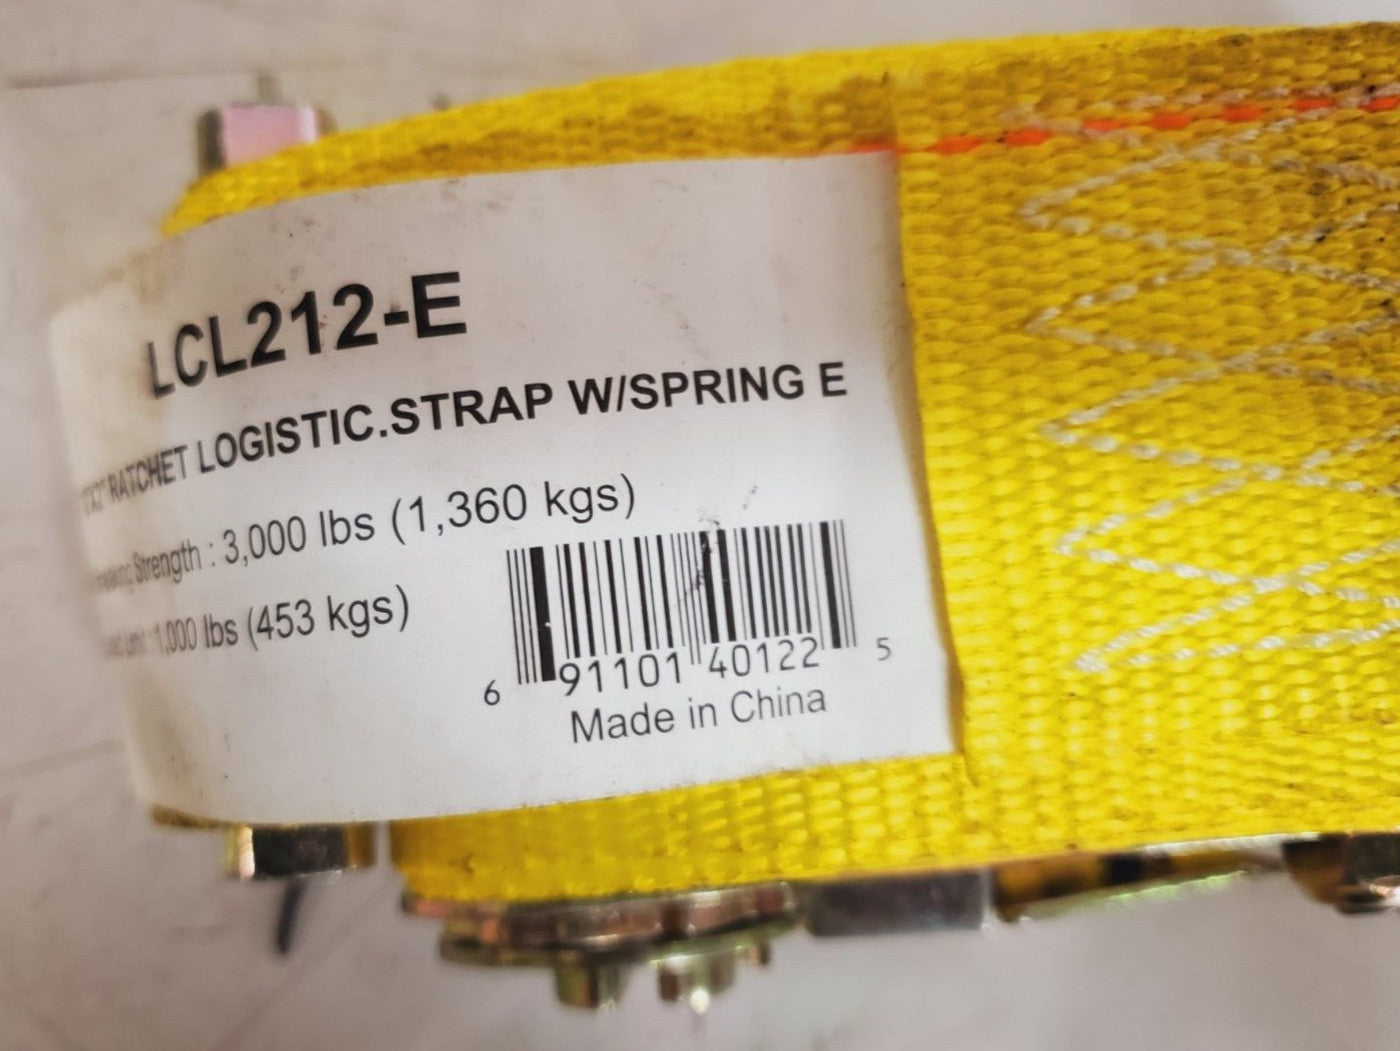 LCL212-E
RATCHET LOGISTIC.STRAP W/SPRING E
Strength : 3,000 lbs (1,360 kgs)
1,000 lbs (453 kgs)
6 91101 40122 5
Made in China